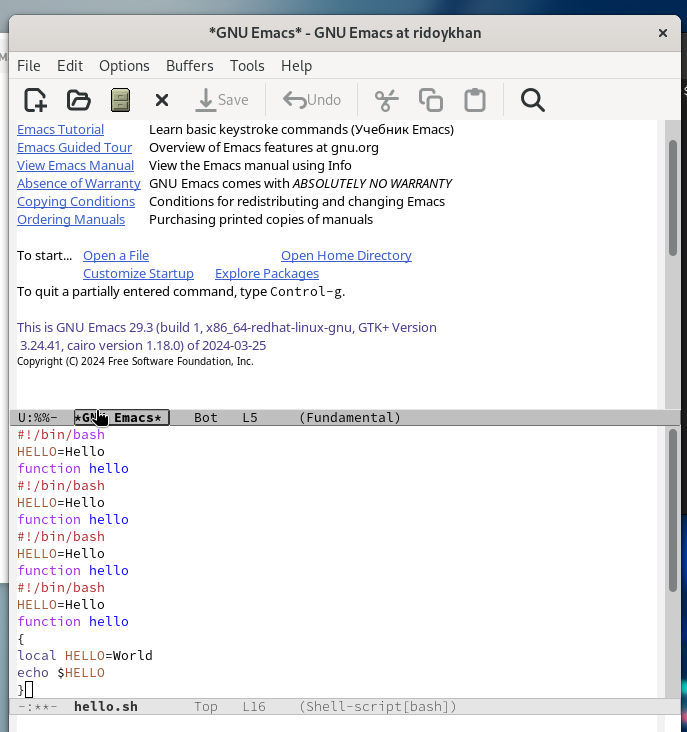 *GNU Emacs* - GNU Emacs at ridoykhan
File Edit Options Buffers Tools Help
Save Undo
Emacs Tutorial Learn basic keystroke commands (Учебник Emacs)
Emacs Guided Tour Overview of Emacs features at gnu.org
View Emacs Manual View the Emacs manual using Info
Absence of Warranty GNU Emacs comes with ABSOLUTELY NO WARRANTY
Copying Conditions Conditions for redistributing and changing Emacs
Ordering Manuals Purchasing printed copies of manuals
To start... Open a File Open Home Directory
Customize Startup Explore Packages
To quit a partially entered command, type Control-g.
This is GNU Emacs 29.3 (build 1, x86_64-redhat-linux-gnu, GTK+ Version
3.24.41, cairo version 1.18.0) of 2024-03-25
Copyright (C) 2024 Free Software Foundation, Inc.
U:%%- *GNU Emacs* Bot L5 (Fundamental)
#!/bin/bash
HELLO=Hello
function hello
#!/bin/bash
HELLO=Hello
function hello
#!/bin/bash
HELLO=Hello
function hello
#!/bin/bash
HELLO=Hello
function hello
{
local HELLO=World
echo $HELLO
}
-:**- hello.sh Top L16 (Shell-script[bash])